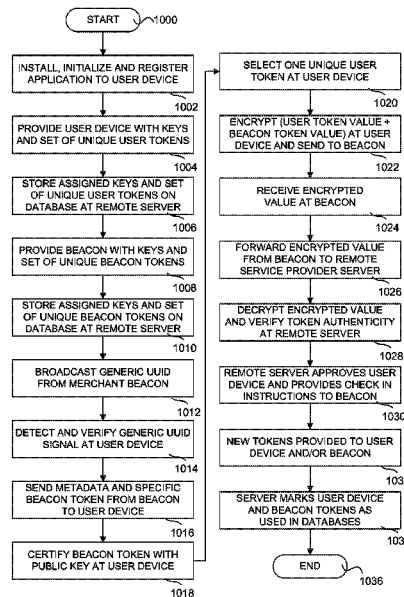 START
1000
INSTALL, INITIALIZE AND REGISTER
APPLICATION TO USER DEVICE
1002
PROVIDE USER DEVICE WITH KEYS
AND SET OF UNIQUE USER TOKENS
1004
STORE ASSIGNED KEYS AND SET
OF UNIQUE USER TOKENS ON
DATABASE AT REMOTE SERVER
1006
PROVIDE BEACON WITH KEYS AND
SET OF UNIQUE BEACON TOKENS
1008
STORE ASSIGNED KEYS AND SET
OF UNIQUE BEACON TOKENS ON
DATABASE AT REMOTE SERVER
1010
BROADCAST GENERIC UUID
FROM MERCHANT BEACON
1012
DETECT AND VERIFY GENERIC UUID
SIGNAL AT USER DEVICE
1014
SEND METADATA AND SPECIFIC
BEACON TOKEN FROM BEACON
TO USER DEVICE
1016
CERTIFY BEACON TOKEN WITH
PUBLIC KEY AT USER DEVICE
1018
SELECT ONE UNIQUE USER
TOKEN AT USER DEVICE
1020
ENCRYPT (USER TOKEN VALUE +
BEACON TOKEN VALUE) AT USER
DEVICE AND SEND TO BEACON
1022
RECEIVE ENCRYPTED
VALUE AT BEACON
1024
FORWARD ENCRYPTED VALUE
FROM BEACON TO REMOTE
SERVICE PROVIDER SERVER
1026
DECRYPT ENCRYPTED VALUE
AND VERIFY TOKEN AUTHENTICITY
AT REMOTE SERVER
1028
REMOTE SERVER APPROVES USER
DEVICE AND PROVIDES CHECK IN
INSTRUCTIONS TO BEACON
1030
NEW TOKENS PROVIDED TO USER
DEVICE AND/OR BEACON
103
SERVER MARKS USER DEVICE
AND BEACON TOKENS AS
USED IN DATABASES
103
END
1036